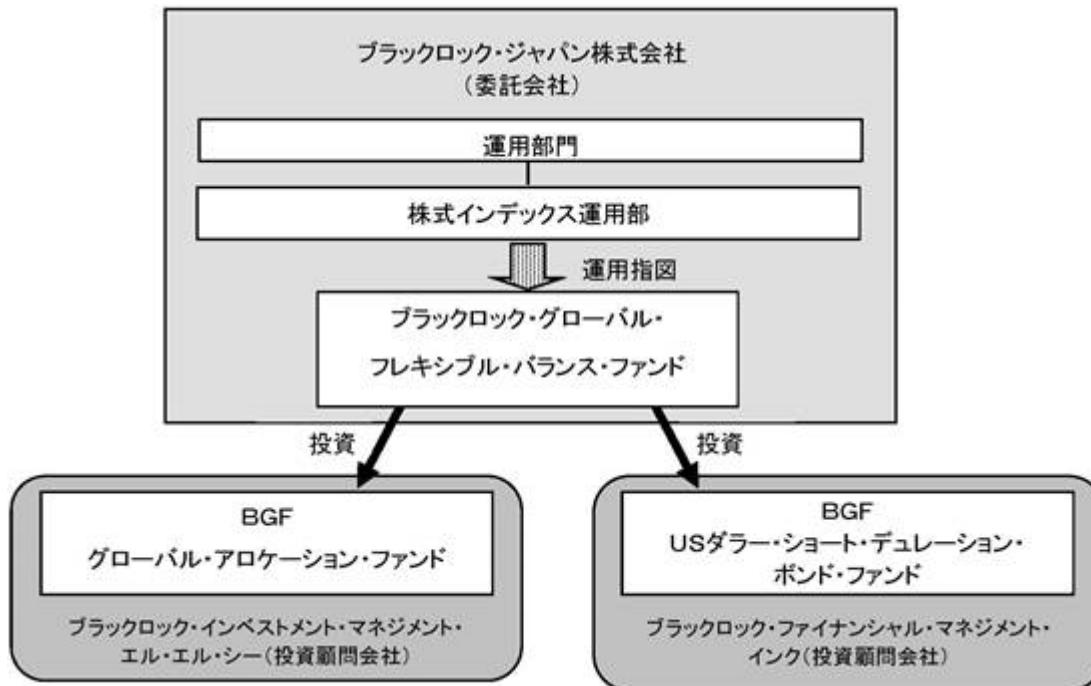 ブラックロック・ジャパン株式会社
（委託会社）
運用部門
株式インデックス運用部
運用指図
ブラックロック・グローバル・
フレキシブル・バランス・ファンド
投資
投資
BGF
グローバル・アロケーション・ファンド
ブラックロック・インベストメント・マネジメント・
エル・エル・シー（投資顧問会社）
BGF
USダラー・ショート・デュレーション・
ボンド・ファンド
ブラックロック・ファイナンシャル・マネジメント・
インク（投資顧問会社）